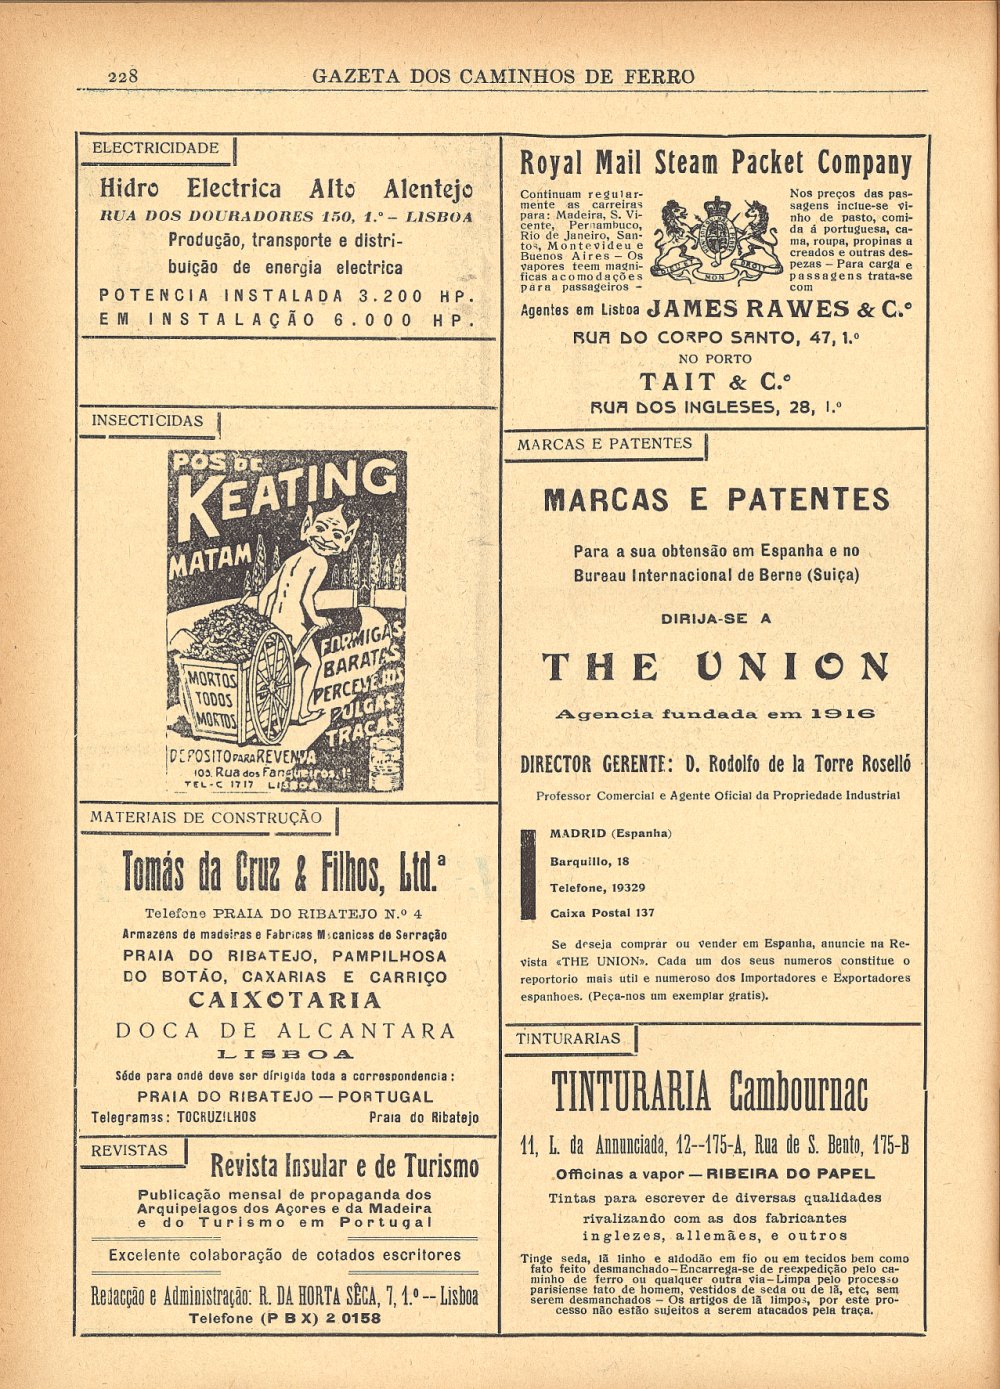 228
GAZETA DOS CAMINHOS DE FERRO
ELECTRICIDADE
Hidro Electrica Alto Alentejo
RUA DOS DOURADORES 150, 1.º – LISBOA
Produção, transporte e distri-
buição de energia electrica
POTENCIA INSTALADA 3.200 HP.
EM INSTALAÇÃO 6.000 HP.
INSECTICIDAS
PÓS DE
KEATING
MATAM
FORMIGAS
BARATAS
PERCEVEJOS
PULGAS
TRAÇAS
MORTOS
TODOS
MORTOS
DEPOSITO PARA REVENDA
103, Rua dos Fanqueiros, 1º
TEL-C 1717 LISBOA
MATERIAIS DE CONSTRUÇÃO
Tomás da Cruz & Filhos, Ltd.ª
Telefone PRAIA DO RIBATEJO N.º 4
Armazens de madeiras e Fabricas Mecanicas de Serração
PRAIA DO RIBATEJO, PAMPILHOSA
DO BOTÃO, CAXARIAS E CARRIÇO
CAIXOTARIA
DOCA DE ALCANTARA
LISBOA
Séde para onde deve ser dirigida toda a correspondencia:
PRAIA DO RIBATEJO — PORTUGAL
Telegramas: TOCRUZILHOS Praia do Ribatejo
REVISTAS
Revista Insular e de Turismo
Publicação mensal de propaganda dos
Arquipelagos dos Açores e da Madeira
e do Turismo em Portugal
Excelente colaboração de cotados escritores
Redacção e Administração: R. DA HORTA SÊCA, 7, 1.º -- Lisboa
Telefone (P B X) 2 0158
Royal Mail Steam Packet Company
Continuam regular-
mente as carreiras
para: Madeira, S. Vi-
cente, Pernambuco,
Rio de Janeiro, San-
tos, Montevideu e
Buenos Aires — Os
vapores teem magni-
ficas acomodações
para passageiros –
DIEU ET MON DROIT
Nos preços das pas-
sagens inclue-se vi-
nho de pasto, comi-
da á portuguesa, ca-
ma, roupa, propinas a
creados e outras des-
pezas – Para carga e
passagens trata-se
com
Agentes em Lisboa JAMES RAWES & C.º
RUA DO CORPO SANTO, 47, 1.º
NO PORTO
TAIT & C.º
RUA DOS INGLESES, 28, 1.º
MARCAS E PATENTES
MARCAS E PATENTES
Para a sua obtensão em Espanha e no
Bureau Internacional de Berne (Suiça)
DIRIJA-SE A
THE UNION
Agencia fundada em 1916
DIRECTOR GERENTE: D. Rodolfo de la Torre Roselló
Professor Comercial e Agente Oficial da Propriedade Industrial
MADRID (Espanha)
Barquillo, 18
Telefone, 19329
Caixa Postal 137
Se deseja comprar ou vender em Espanha, anuncie na Re-
vista «THE UNION». Cada um dos seus numeros constitue o
reportorio mais util e numeroso dos Importadores e Exportadores
espanhoes. (Peça-nos um exemplar gratis).
TINTURARIAS
TINTURARIA Cambournac
11, L. da Annunciada, 12--175-A, Rua de S. Bento, 175-B
Officinas a vapor — RIBEIRA DO PAPEL
Tintas para escrever de diversas qualidades
rivalizando com as dos fabricantes
inglezes, allemães, e outros
Tinge seda, lã linho e aldodão em fio ou em tecidos bem como
fato feito desmanchado — Encarrega-se de reexpedição pelo ca-
minho de ferro ou qualquer outra via — Limpa pelo processo
parisiense fato de homem, vestidos de seda ou de lã, etc, sem
serem desmanchados — Os artigos de lã limpos, por este pro-
cesso não estão sujeitos a serem atacados pela traça.